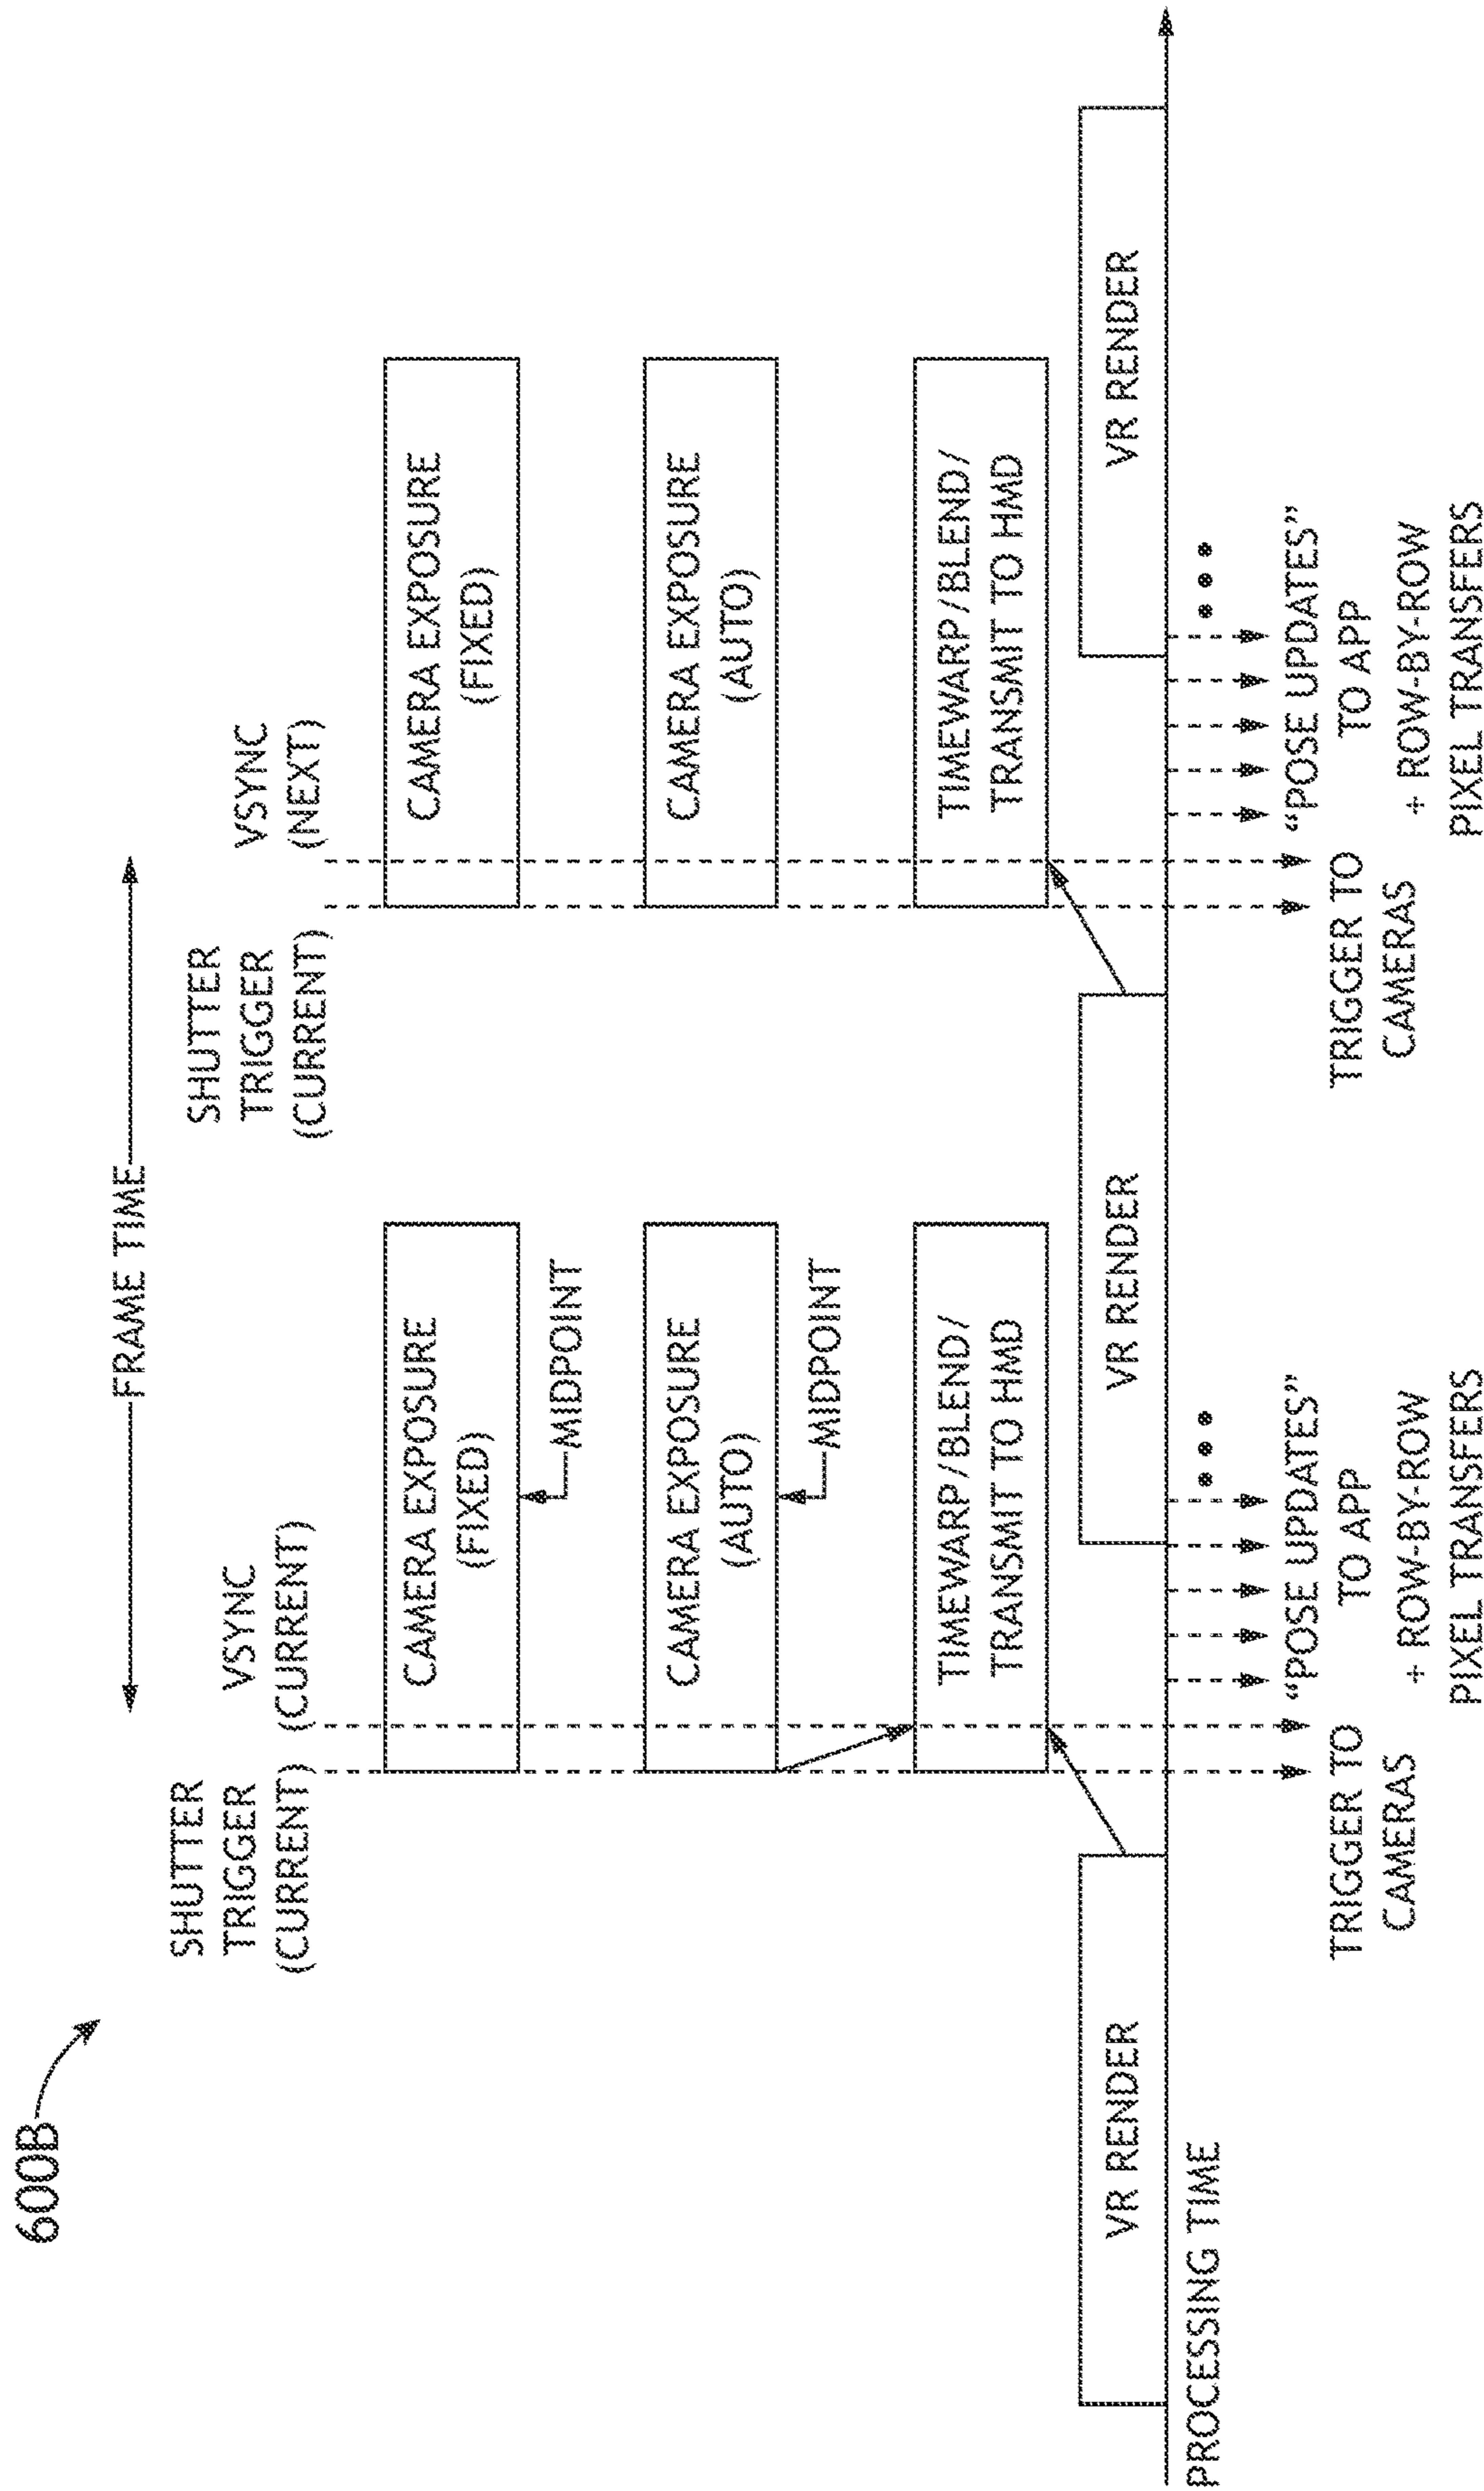 600B
FRAME TIME
SHUTTER
TRIGGER
(CURRENT)
VSYNC
(CURRENT)
SHUTTER
TRIGGER
(CURRENT)
VSYNC
(NEXT)
CAMERA EXPOSURE
(FIXED)
CAMERA EXPOSURE
(FIXED)
MIDPOINT
CAMERA EXPOSURE
(AUTO)
CAMERA EXPOSURE
(AUTO)
MIDPOINT
TIMEWARP/BLEND/
TRANSMIT TO HMD
TIMEWARP/BLEND/
TRANSMIT TO HMD
VR RENDER
VR RENDER
VR RENDER
PROCESSING TIME
TRIGGER TO
CAMERAS
“POSE UPDATES”
TO APP
+ ROW-BY-ROW
PIXEL TRANSFERS
TRIGGER TO
CAMERAS
“POSE UPDATES”
TO APP
+ ROW-BY-ROW
PIXEL TRANSFERS